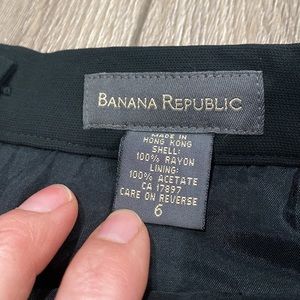 BANANA REPUBLIC
MADE IN
HONG KONG
SHELL:
100% RAYON
LINING:
100% ACETATE
CA 17897
CARE ON REVERSE
6